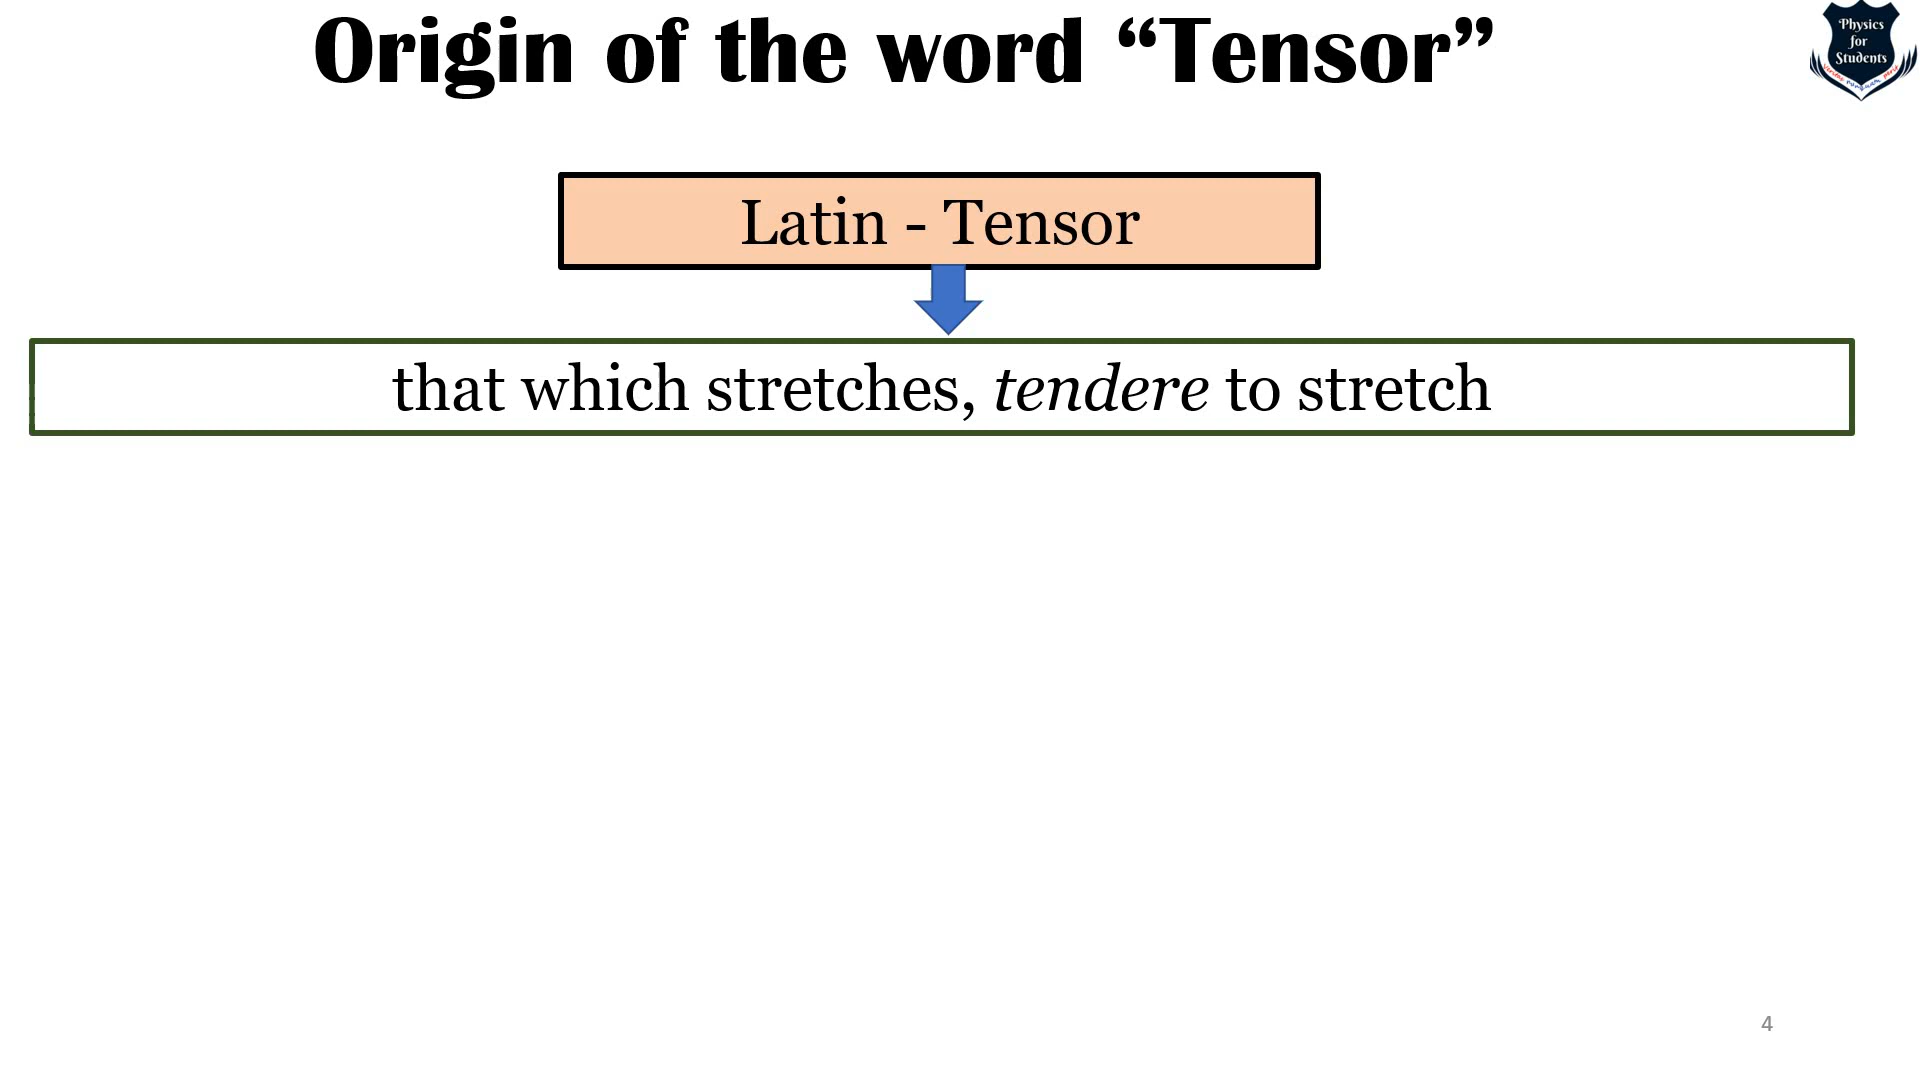 Origin of the word “Tensor”
Physics
for
Students
Latin - Tensor
that which stretches, tendere to stretch
4